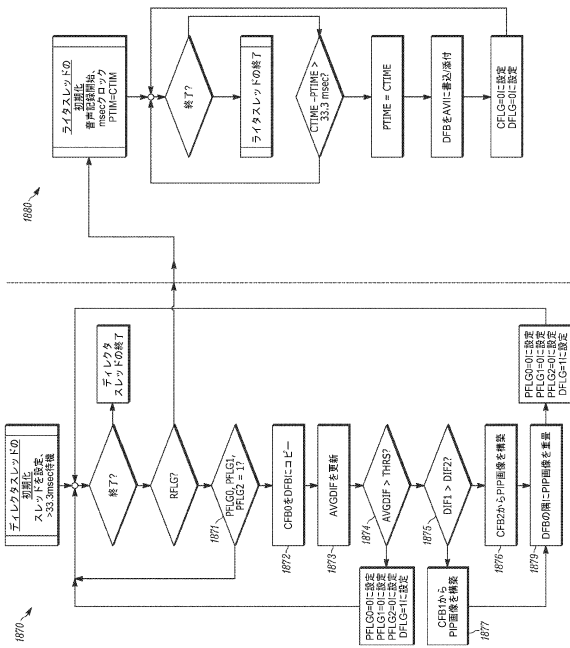 1870
ディレクタスレッドの
初期化
スレッドを設定、
>33.3msec待機
終了?
ディレクタ
スレッドの終了
RFLG?
1871
PFLG0, PFLG1,
PFLG2 = 1?
1872
CFB0をDFBにコピー
1873
AVGDIFを更新
1874
AVGDIF > THRS?
PFLG0=0に設定
PFLG1=0に設定
PFLG2=0に設定
DFLG=1に設定
1875
DIF1 > DIF2?
1876
CFB2からPIP画像を構築
CFB1から
PIP画像を構築
1877
1879
DFBの隅にPIP画像を重畳
PFLG0=0に設定
PFLG1=0に設定
PFLG2=0に設定
DFLG=1に設定
1880
ライタスレッドの
初期化
音声記録開始、
msecクロック
PTIM=CTIM
終了?
ライタスレッドの終了
CTIME -PTIME >
33.3 msec?
PTIME = CTIME
DFBをAVIに書込/添付
CFLG=0に設定
DFLG=0に設定